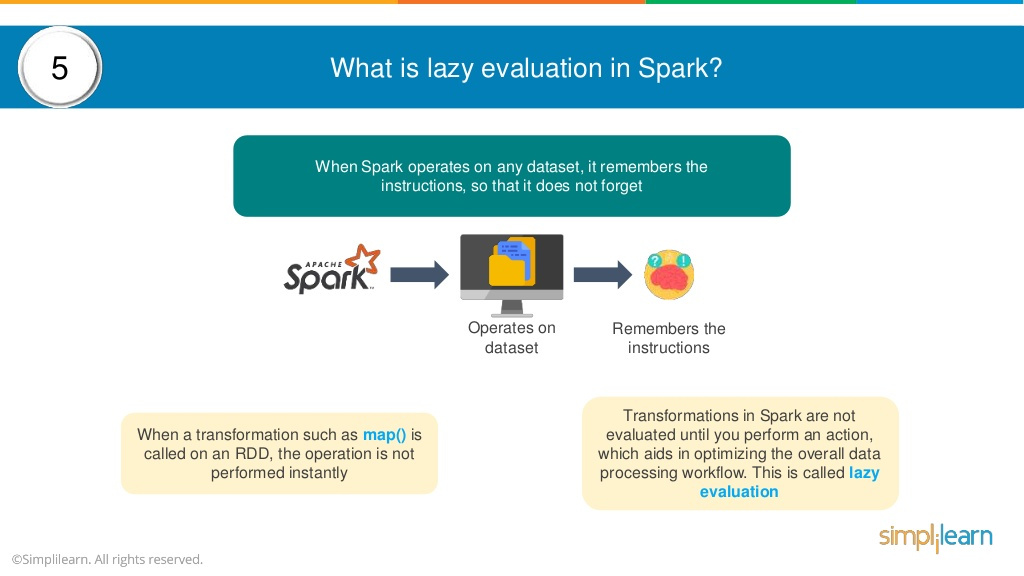 5
What is lazy evaluation in Spark?
When Spark operates on any dataset, it remembers the
instructions, so that it does not forget
APACHE
Spark
TM
? !
Operates on
dataset
Remembers the
instructions
When a transformation such as map() is
called on an RDD, the operation is not
performed instantly
Transformations in Spark are not
evaluated until you perform an action,
which aids in optimizing the overall data
processing workflow. This is called lazy
evaluation
simplilearn
©Simplilearn. All rights reserved.